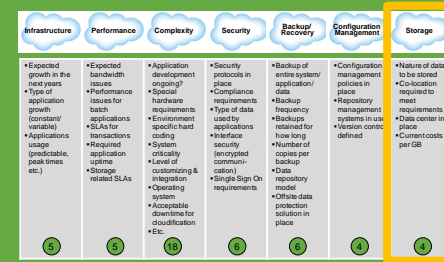 Infrastructure
Performance
Complexity
Security
Backup/
Recovery
Configuration
Management
Storage
• Expected
growth in the
next years
• Type of
application
growth
(constant/
variable)
• Applications
usage
(predictable,
peak times
etc.)
5
• Expected
bandwidth
issues
• Performance
issues for
batch
applications
• SLAs for
transactions
• Required
application
uptime
• Storage
related SLAs
5
• Application
development
ongoing?
• Special
hardware
requirements
• Environment
specific hard
coding
• System
criticality
• Level of
customizing &
integration
• Operating
system
• Acceptable
downtime for
cloudification
• Etc.
18
• Security
protocols in
place
• Compliance
requirements
• Type of data
used by
applications
• Interface
security
(encrypted
communi-
cation)
• Single Sign On
requirements
6
• Backup of
entire system/
application/
data
• Backup
frequency
• Backups
retained for
how long
• Number of
copies per
backup
• Data
repository
model
• Offsite data
protection
solution in
place
6
• Configuration
management
policies in
place
• Repository
management
systems in use
• Version control
defined
4
• Nature of data
to be stored
• Co-location
required to
meet
requirements
• Data center in
place
• Current costs
per GB
4